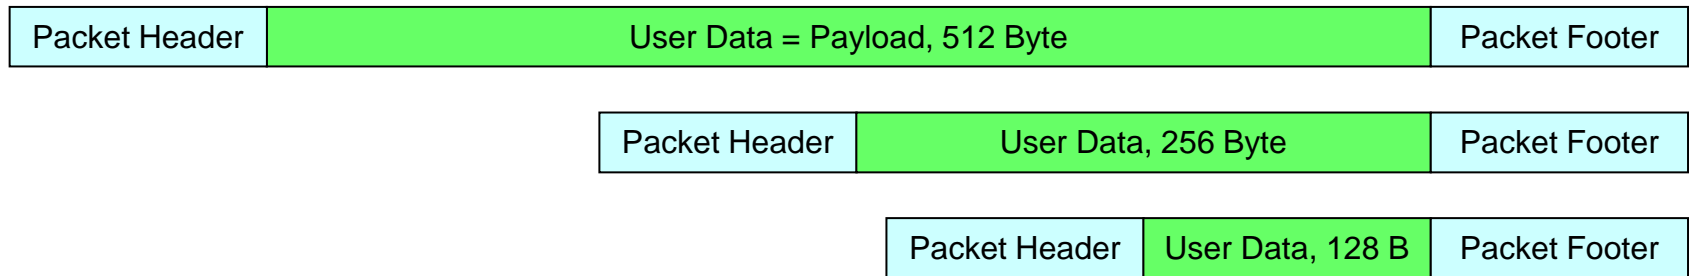 Packet Header User Data = Payload, 512 Byte Packet Footer
Packet Header User Data, 256 Byte Packet Footer
Packet Header User Data, 128 B Packet Footer